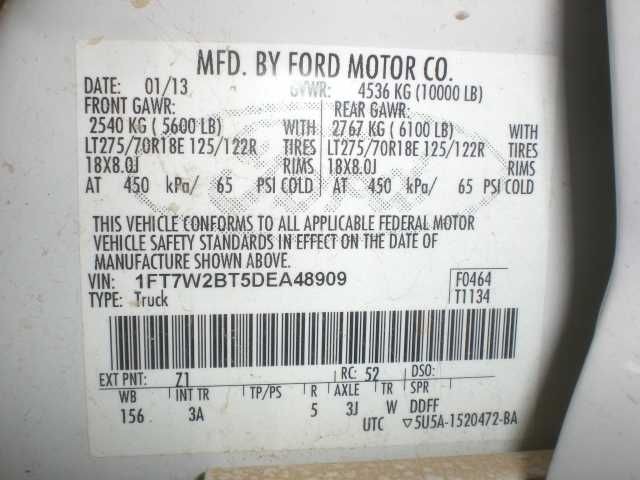 MFD. BY FORD MOTOR CO.
DATE: 01/13 GVWR: 4536 KG (10000 LB)
FRONT GAWR: REAR GAWR:
2540 KG ( 5600 LB) WITH 2767 KG ( 6100 LB) WITH
LT275/70R18E 125/122R TIRES LT275/70R18E 125/122R TIRES
18X8.0J RIMS 18X8.0J RIMS
AT 450 kPa/ 65 PSI COLD AT 450 kPa/ 65 PSI COLD
THIS VEHICLE CONFORMS TO ALL APPLICABLE FEDERAL MOTOR
VEHICLE SAFETY STANDARDS IN EFFECT ON THE DATE OF
MANUFACTURE SHOWN ABOVE.
VIN: 1FT7W2BT5DEA48909 F0464
TYPE: Truck T1134
EXT PNT: Z1 RC: 52 DSO:
WB INT TR TP/PS R AXLE TR SPR
156 3A 5 3J W DDFF
UTC ▽5U5A-1520472-BA